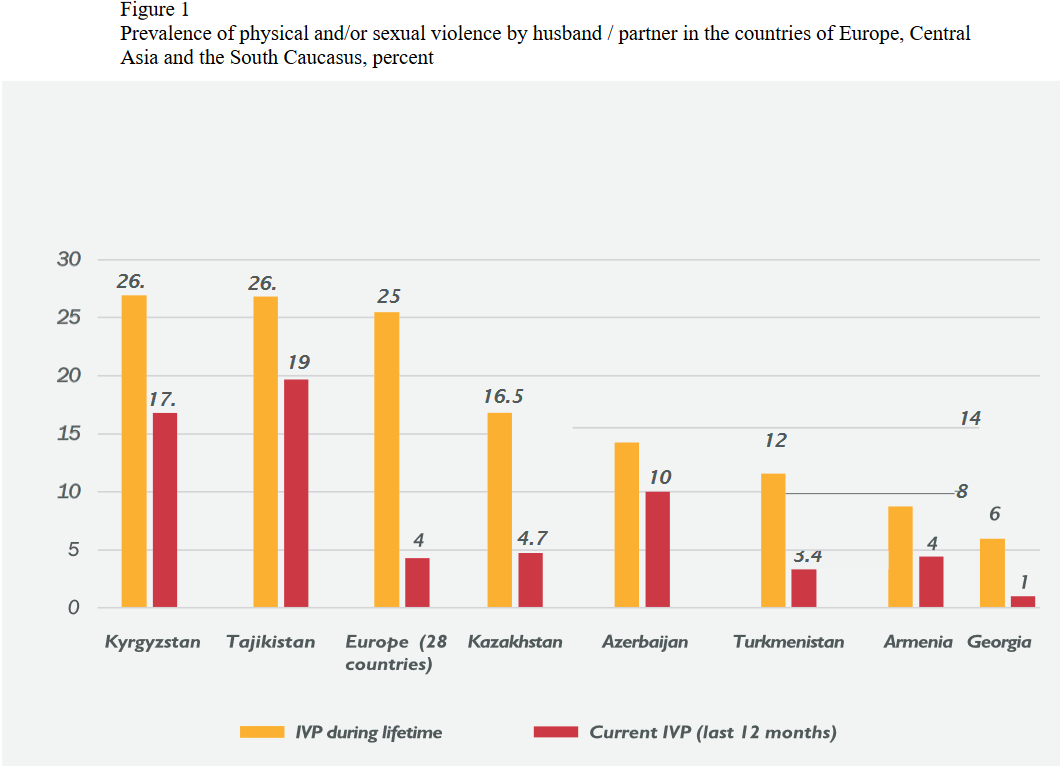 Figure 1
Prevalence of physical and/or sexual violence by husband / partner in the countries of Europe, Central
Asia and the South Caucasus, percent
30
26.
26.
25
25
20
19
17.
16.5
15
14
12
10
10
8
6
5
4
4.7
3.4
4
1
0
Kyrgyzstan
Tajikistan
Europe (28
countries)
Kazakhstan
Azerbaijan
Turkmenistan
Armenia
Georgia
IVP during lifetime
Current IVP (last 12 months)